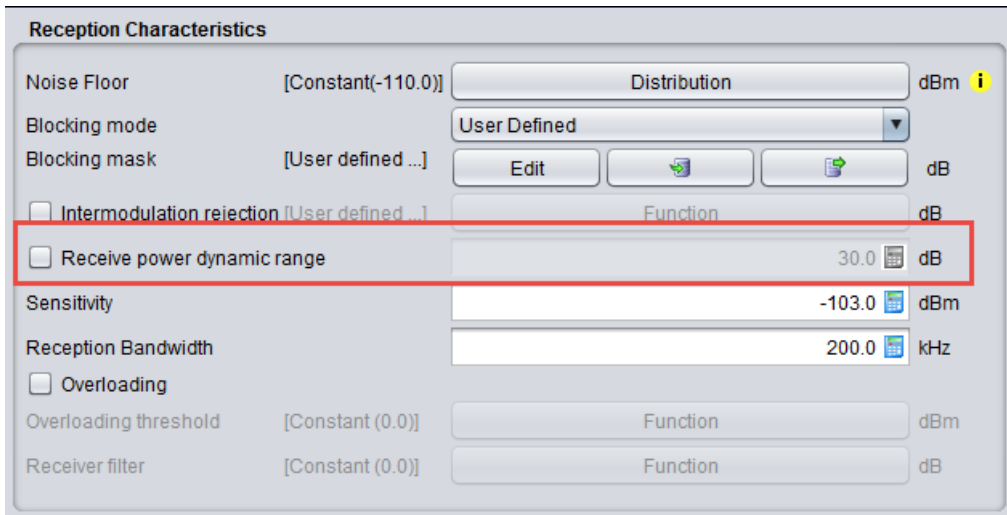 Reception Characteristics
Noise Floor [Constant(-110.0)] Distribution dBm i
Blocking mode User Defined
Blocking mask [User defined ...] Edit dB
Intermodulation rejection [User defined ...] Function dB
Receive power dynamic range 30.0 dB
Sensitivity -103.0 dBm
Reception Bandwidth 200.0 kHz
Overloading
Overloading threshold [Constant (0.0)] Function dBm
Receiver filter [Constant (0.0)] Function dB